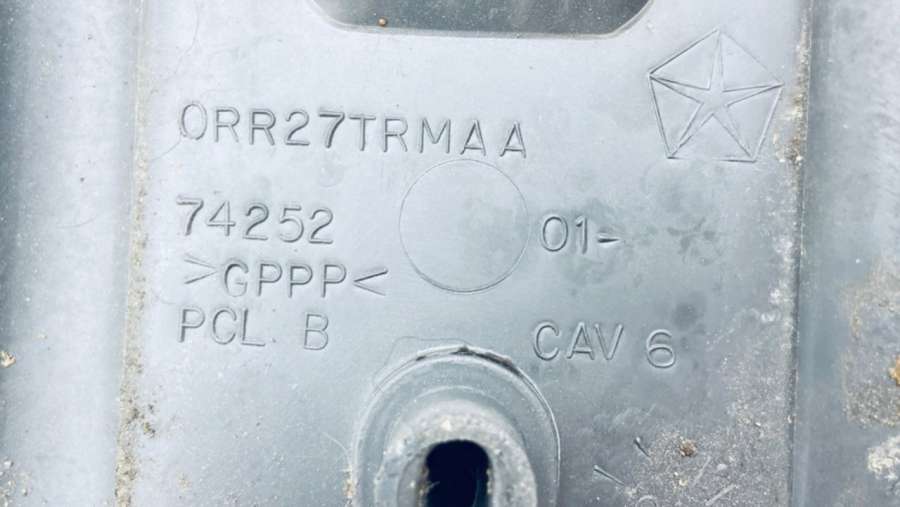 0RR27TRMAA
74252 01-
>GPPP<
PCL. B CAV 6